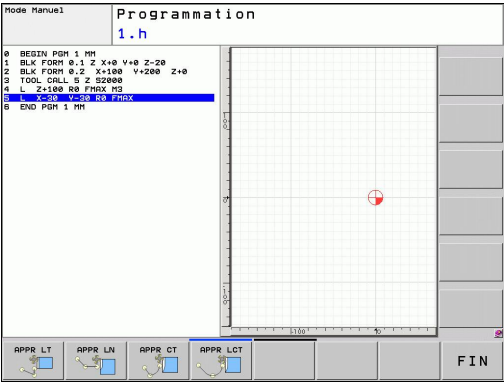 Mode Manuel
Programmation
1.h
0 BEGIN PGM 1 MM
1 BLK FORM 0.1 Z X+0 Y+0 Z-20
2 BLK FORM 0.2 X+100 Y+200 Z+0
3 TOOL CALL 5 Z S2000
4 L Z+100 R0 FMAX M3
5 L X-30 Y-30 R0 FMAX
6 END PGM 1 MM
-100
0
APPR LT APPR LN APPR CT APPR LCT FIN